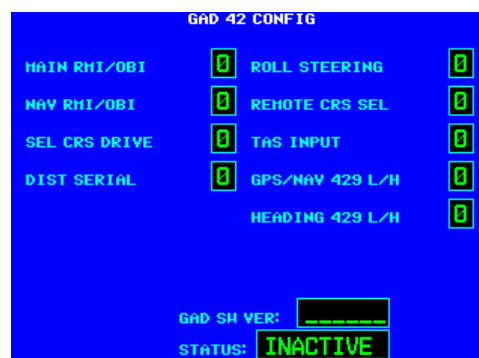 GAD 42 CONFIG
MAIN RMI/OBI 0 ROLL STEERING 0
NAV RMI/OBI 0 REMOTE CRS SEL 0
SEL CRS DRIVE 0 TAS INPUT 0
DIST SERIAL 0 GPS/NAV 429 L/H 0
HEADING 429 L/H 0
GAD SW VER: ______
STATUS: INACTIVE